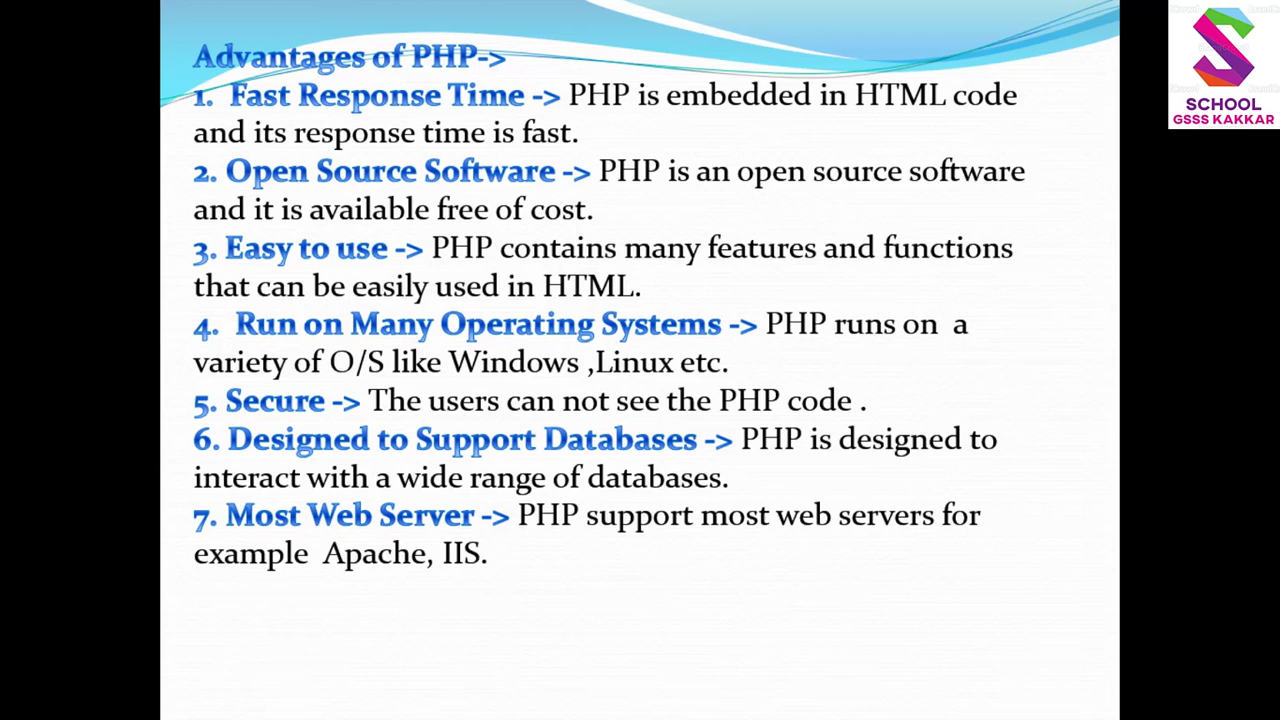 Advantages of PHP->
1. Fast Response Time -> PHP is embedded in HTML code
and its response time is fast.
2. Open Source Software -> PHP is an open source software
and it is available free of cost.
3. Easy to use -> PHP contains many features and functions
that can be easily used in HTML.
4. Run on Many Operating Systems -> PHP runs on a
variety of O/S like Windows ,Linux etc.
5. Secure -> The users can not see the PHP code .
6. Designed to Support Databases -> PHP is designed to
interact with a wide range of databases.
7. Most Web Server -> PHP support most web servers for
example Apache, IIS.
SCHOOL
GSSS KAKKAR